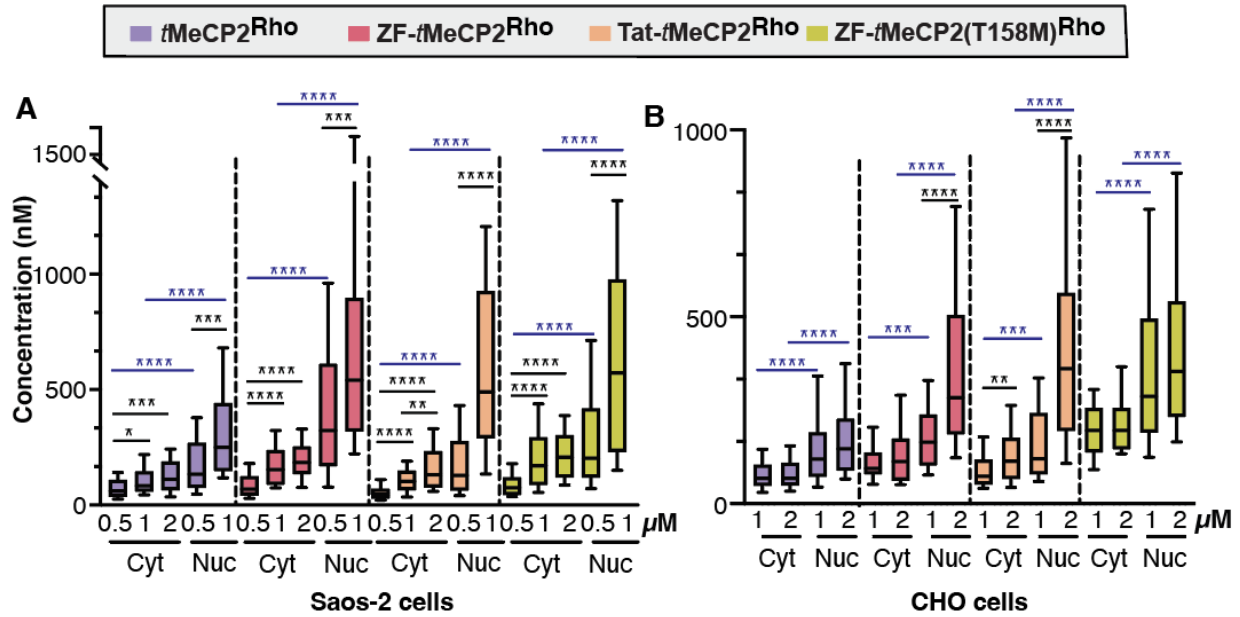 tMeCP2Rho ZF-tMeCP2Rho Tat-tMeCP2Rho ZF-tMeCP2(T158M)Rho
A
Concentration (nM)
1500
1000
500
0
**** *** **** **** **** ****
**** *** **** **** * *** **** **** **** **** ** **** **** **** ****
0.5 1 2 0.5 1 0.5 1 2 0.5 1 0.5 1 2 0.5 1 0.5 1 2 0.5 1 µM
Cyt Nuc Cyt Nuc Cyt Nuc Cyt Nuc
Saos-2 cells
B
1000
500
0
**** **** **** **** **** ****
**** **** *** *** **
1 2 1 2 1 2 1 2 1 2 1 2 1 2 1 2 µM
Cyt Nuc Cyt Nuc Cyt Nuc Cyt Nuc
CHO cells